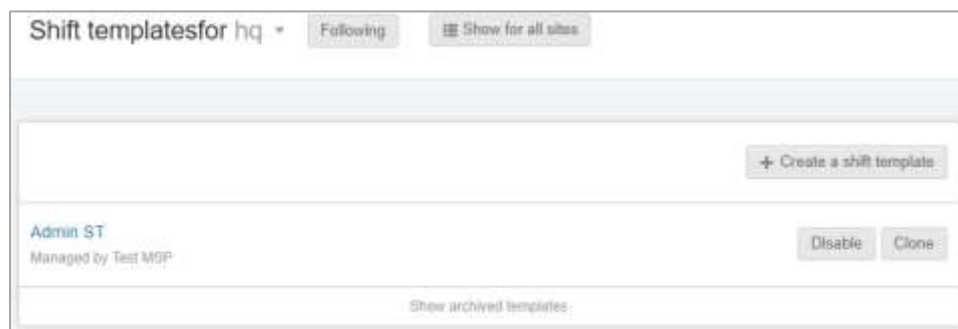 Shift templatesfor hq Following Show for all sites
+ Create a shift template
Admin ST Disable Clone
Managed by Test MSP
Show archived templates